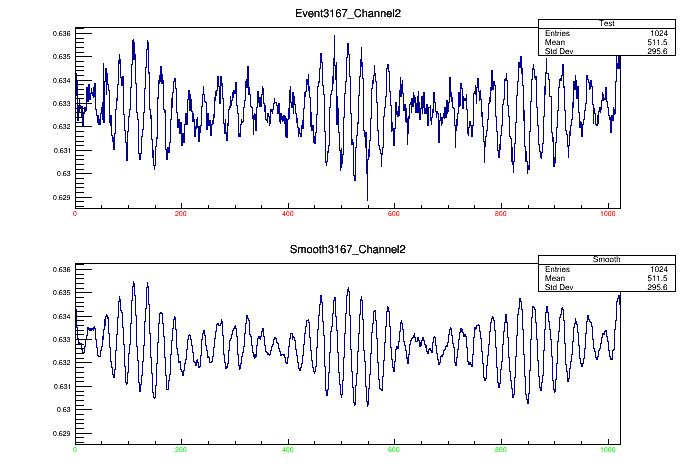 Event3167_Channel2
Test
Entries 1024
Mean 511.5
Std Dev 295.6
0.636
0.635
0.634
0.633
0.632
0.631
0.63
0.629
0 200 400 600 800 1000
Smooth3167_Channel2
Smooth
Entries 1024
Mean 511.5
Std Dev 295.6
0.636
0.635
0.634
0.633
0.632
0.631
0.63
0.629
0 200 400 600 800 1000